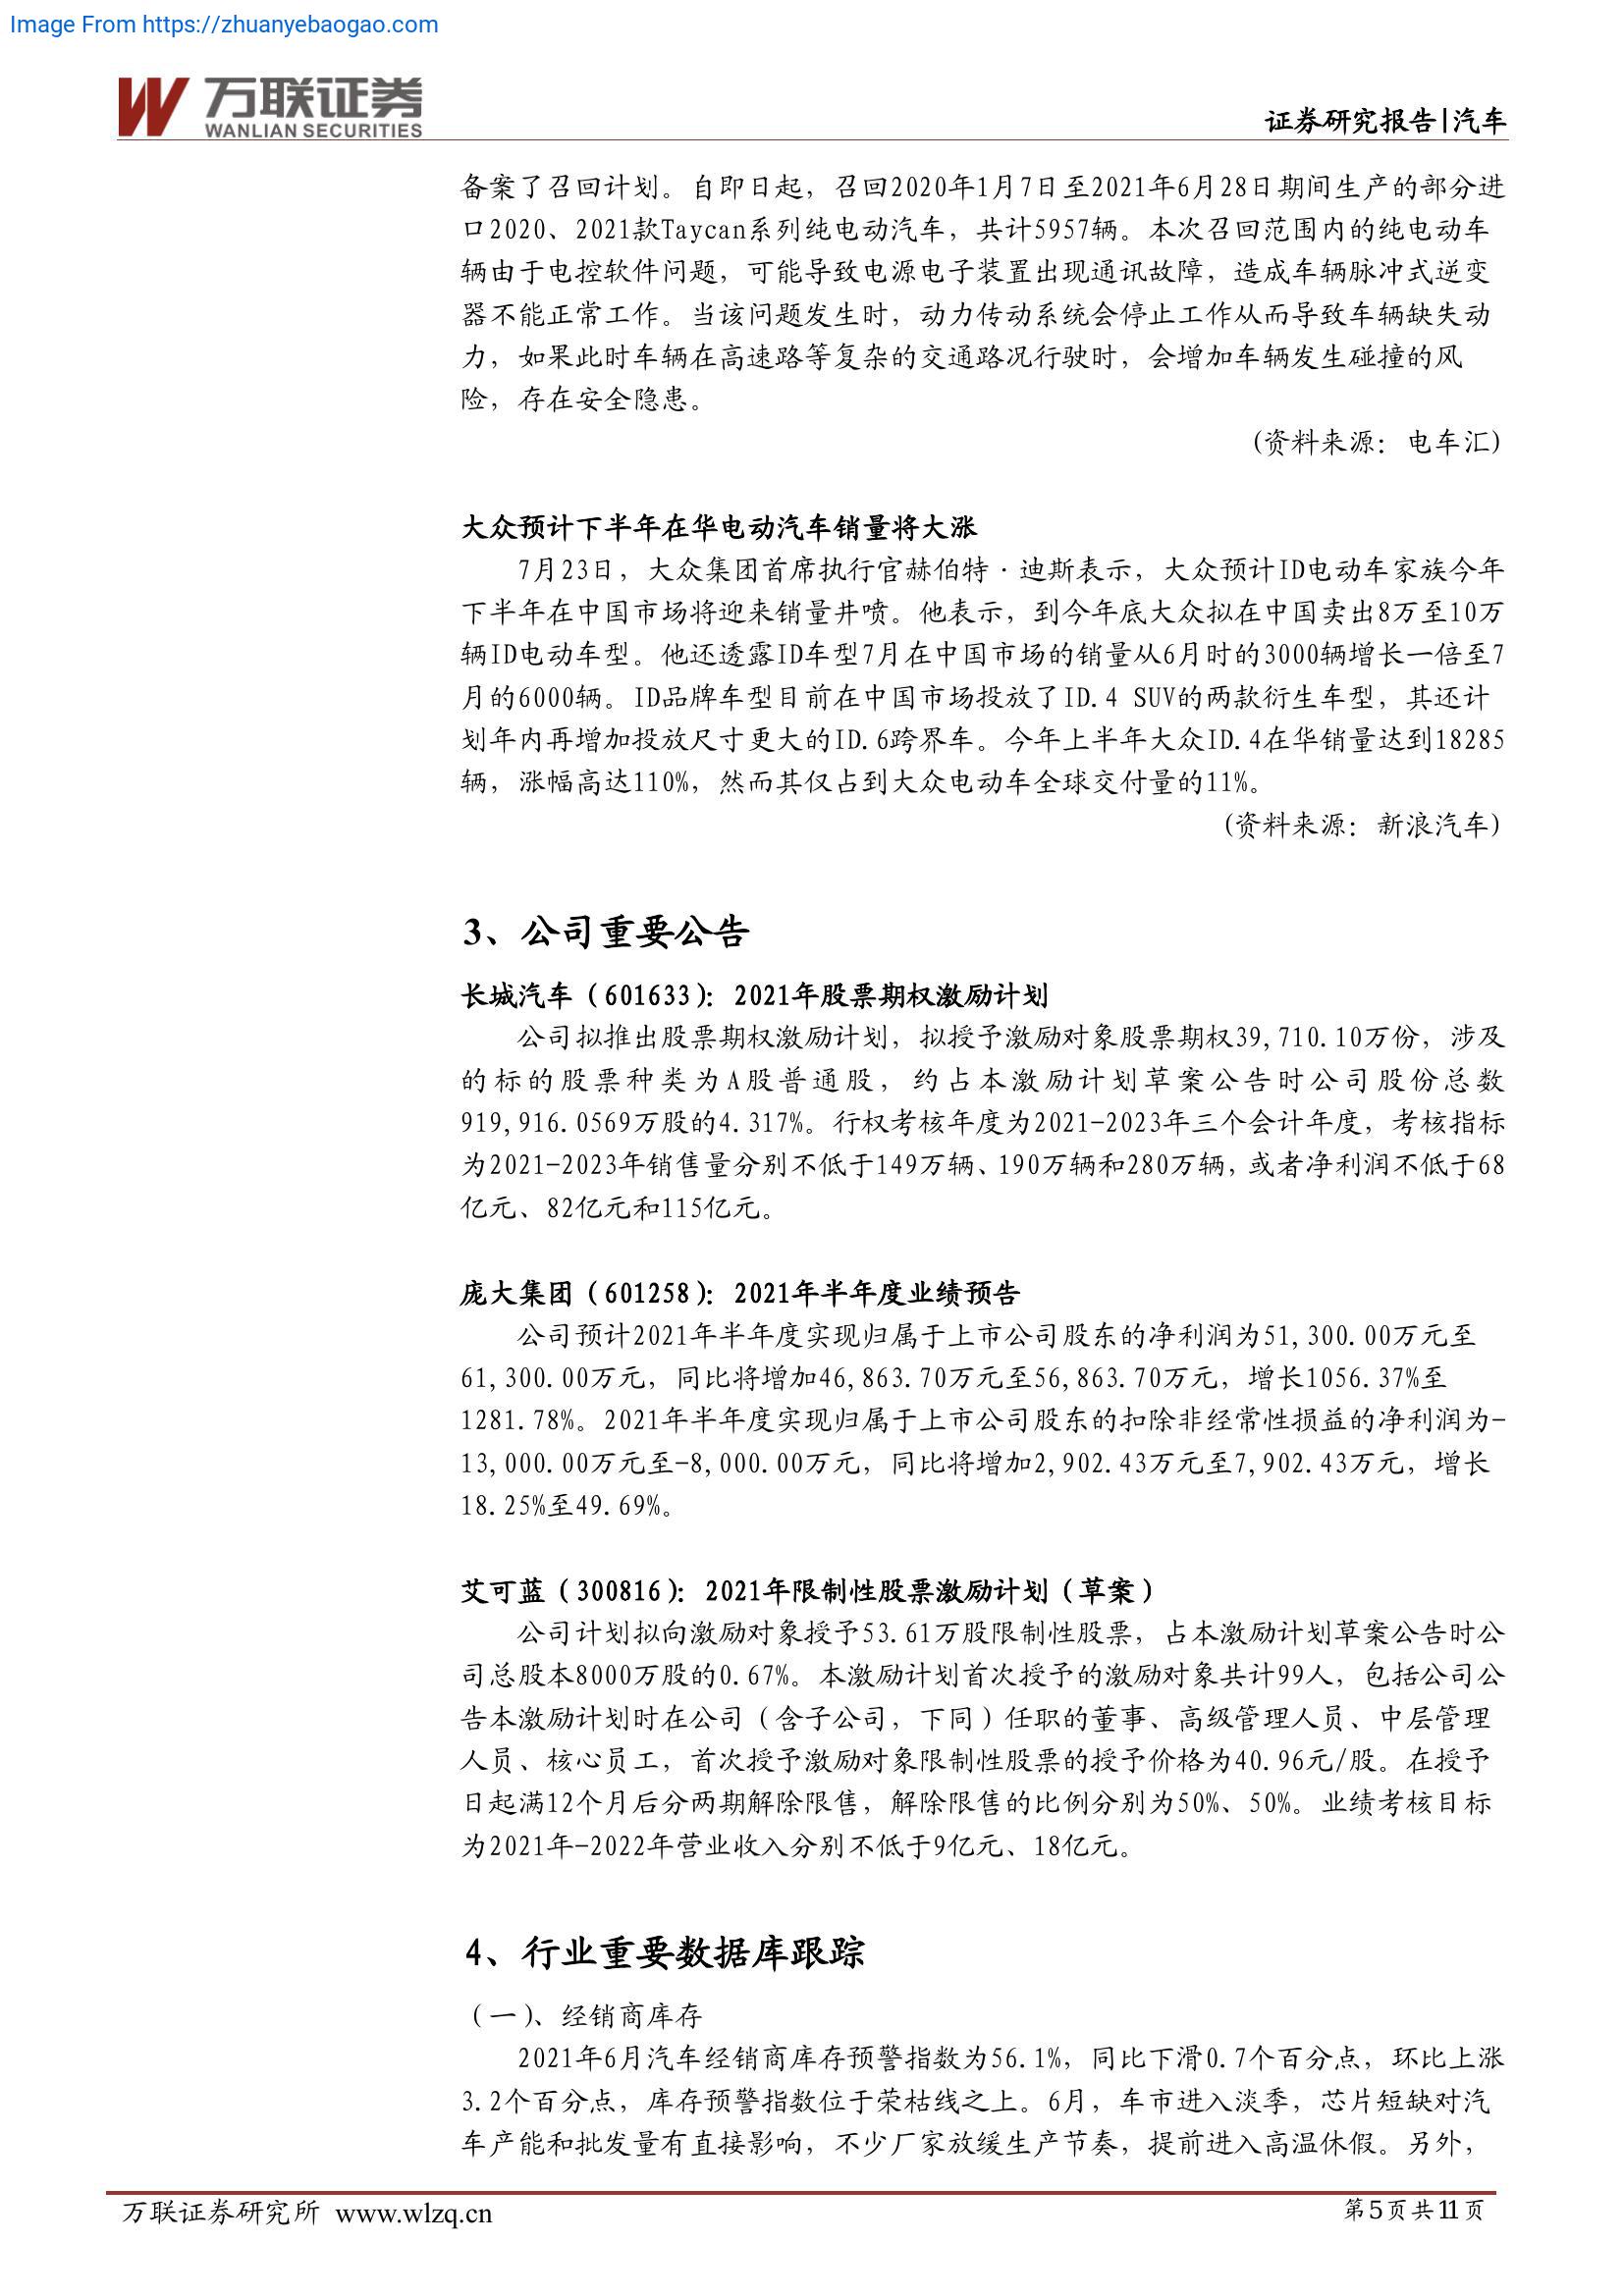 Image From https://zhuanyebaogao.com
万联证券
WANLIAN SECURITIES
证券研究报告|汽车
备案了召回计划。自即日起，召回2020年1月7日至2021年6月28日期间生产的部分进
口2020、2021款Taycan系列纯电动汽车，共计5957辆。本次召回范围内的纯电动车
辆由于电控软件问题，可能导致电源电子装置出现通讯故障，造成车辆脉冲式逆变
器不能正常工作。当该问题发生时，动力传动系统会停止工作从而导致车辆缺失动
力，如果此时车辆在高速路等复杂的交通路况行驶时，会增加车辆发生碰撞的风
险，存在安全隐患。
(资料来源：电车汇)
大众预计下半年在华电动汽车销量将大涨
7月23日，大众集团首席执行官赫伯特·迪斯表示，大众预计ID电动车家族今年
下半年在中国市场将迎来销量井喷。他表示，到今年底大众拟在中国卖出8万至10万
辆ID电动车型。他还透露ID车型7月在中国市场的销量从6月时的3000辆增长一倍至7
月的6000辆。ID品牌车型目前在中国市场投放了ID.4 SUV的两款衍生车型，其还计
划年内再增加投放尺寸更大的ID.6跨界车。今年上半年大众ID.4在华销量达到18285
辆，涨幅高达110%，然而其仅占到大众电动车全球交付量的11%。
(资料来源：新浪汽车)
3、公司重要公告
长城汽车（601633）：2021年股票期权激励计划
公司拟推出股票期权激励计划，拟授予激励对象股票期权39,710.10万份，涉及
的标的股票种类为A股普通股，约占本激励计划草案公告时公司股份总数
919,916.0569万股的4.317%。行权考核年度为2021-2023年三个会计年度，考核指标
为2021-2023年销售量分别不低于149万辆、190万辆和280万辆，或者净利润不低于68
亿元、82亿元和115亿元。
庞大集团（601258）：2021年半年度业绩预告
公司预计2021年半年度实现归属于上市公司股东的净利润为51,300.00万元至
61,300.00万元，同比将增加46,863.70万元至56,863.70万元，增长1056.37%至
1281.78%。2021年半年度实现归属于上市公司股东的扣除非经常性损益的净利润为-
13,000.00万元至-8,000.00万元，同比将增加2,902.43万元至7,902.43万元，增长
18.25%至49.69%。
艾可蓝（300816）：2021年限制性股票激励计划（草案）
公司计划拟向激励对象授予53.61万股限制性股票，占本激励计划草案公告时公
司总股本8000万股的0.67%。本激励计划首次授予的激励对象共计99人，包括公司公
告本激励计划时在公司（含子公司，下同）任职的董事、高级管理人员、中层管理
人员、核心员工，首次授予激励对象限制性股票的授予价格为40.96元/股。在授予
日起满12个月后分两期解除限售，解除限售的比例分别为50%、50%。业绩考核目标
为2021年-2022年营业收入分别不低于9亿元、18亿元。
4、行业重要数据库跟踪
（一）、经销商库存
2021年6月汽车经销商库存预警指数为56.1%，同比下滑0.7个百分点，环比上涨
3.2个百分点，库存预警指数位于荣枯线之上。6月，车市进入淡季，芯片短缺对汽
车产能和批发量有直接影响，不少厂家放缓生产节奏，提前进入高温休假。另外，
万联证券研究所 www.wlzq.cn
第5页共11页